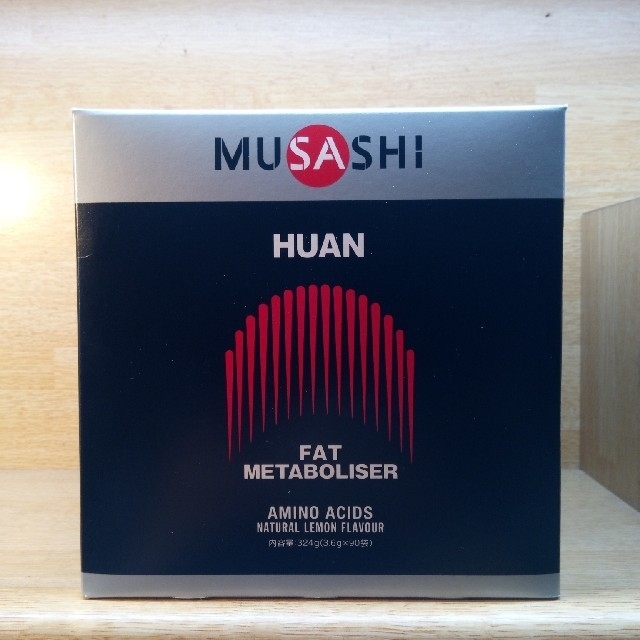 MUSASHI
HUAN
FAT
METABOLISER
AMINO ACIDS
NATURAL LEMON FLAVOUR
内容量:324g(3.6g×90袋)